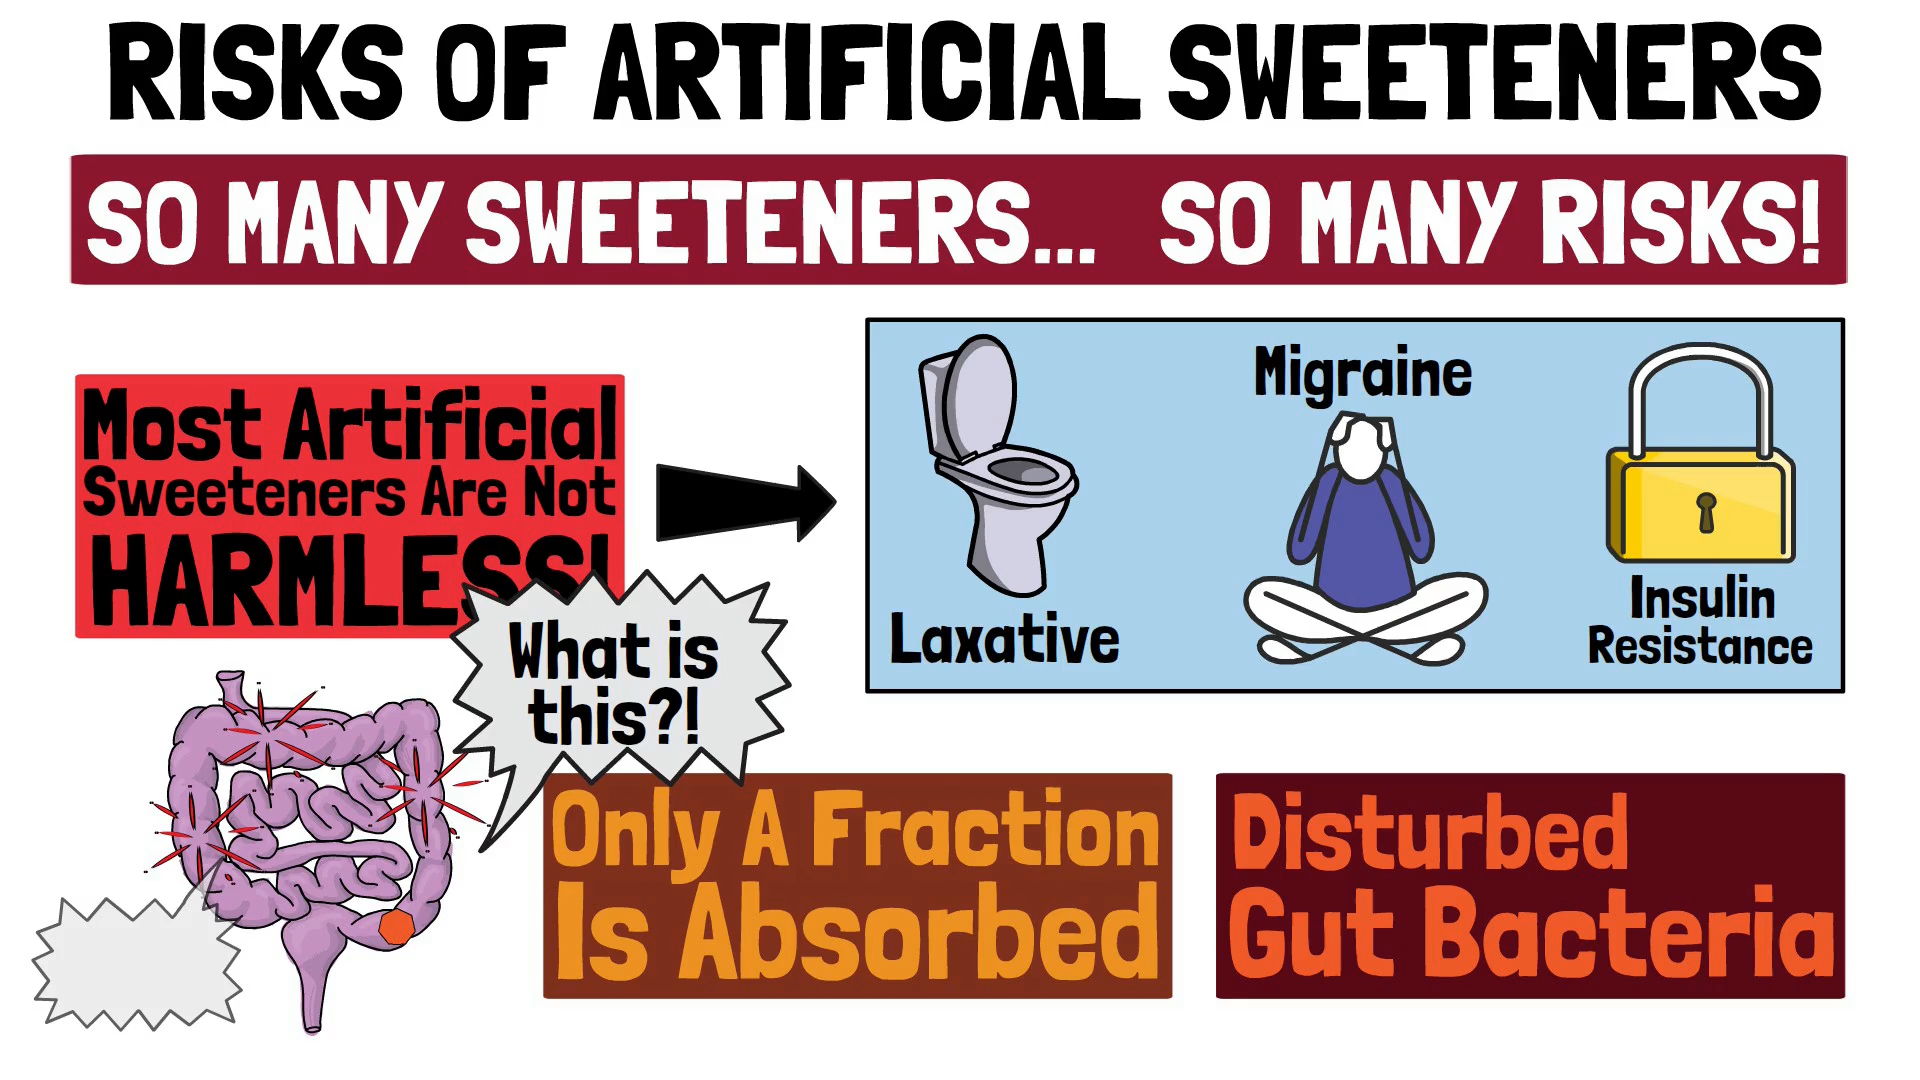 RISKS OF ARTIFICIAL SWEETENERS
SO MANY SWEETENERS... SO MANY RISKS!
Most Artificial
Sweeteners Are Not
HARMLESS!
What is
this?!
Laxative
Migraine
Insulin
Resistance
Only A Fraction
Is Absorbed
Disturbed
Gut Bacteria